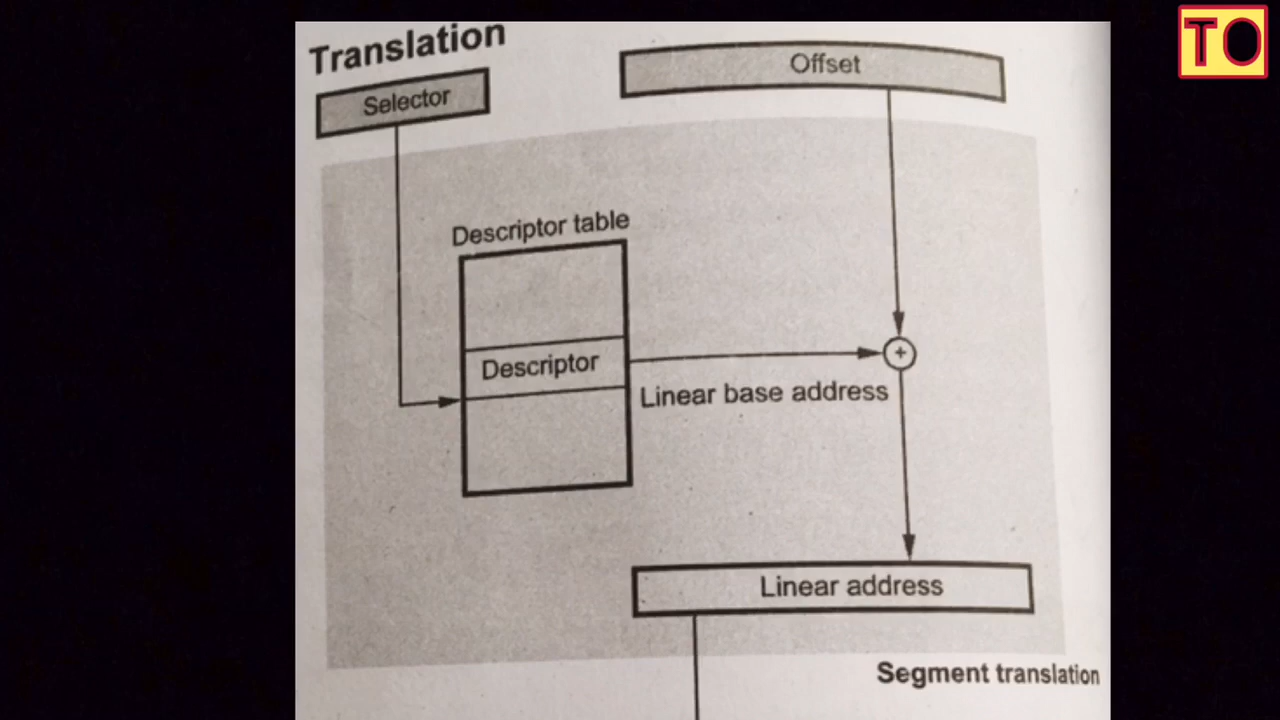 TO
Translation
Selector
Offset
Descriptor table
Descriptor
+
Linear base address
Linear address
Segment translation